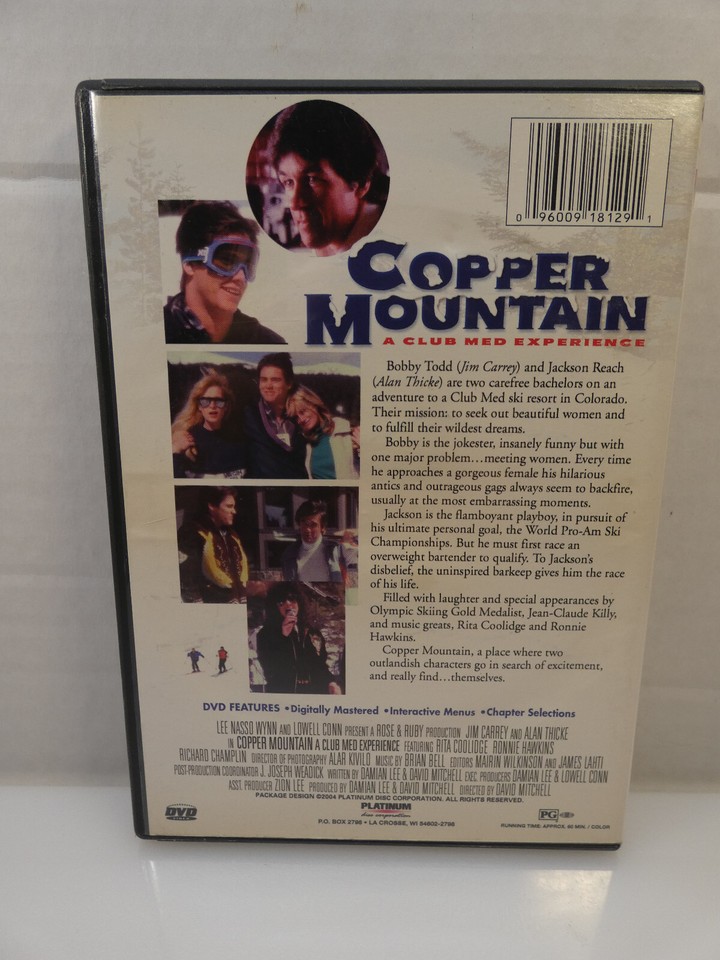 0 96009 18129 1
COPPER
MOUNTAIN
A CLUB MED EXPERIENCE
Bobby Todd (Jim Carrey) and Jackson Reach
(Alan Thicke) are two carefree bachelors on an
adventure to a Club Med ski resort in Colorado.
Their mission: to seek out beautiful women and
to fulfill their wildest dreams.
Bobby is the jokester, insanely funny but with
one major problem...meeting women. Every time
he approaches a gorgeous female his hilarious
antics and outrageous gags always seem to backfire,
usually at the most embarrassing moments.
Jackson is the flamboyant playboy, in pursuit of
his ultimate personal goal, the World Pro-Am Ski
Championships. But he must first race an
overweight bartender to qualify. To Jackson's
disbelief, the uninspired barkeep gives him the race
of his life.
Filled with laughter and special appearances by
Olympic Skiing Gold Medalist, Jean-Claude Killy,
and music greats, Rita Coolidge and Ronnie
Hawkins.
Copper Mountain, a place where two
outlandish characters go in search of excitement,
and really find...themselves.
DVD FEATURES •Digitally Mastered •Interactive Menus •Chapter Selections
LEE NASSO WYNN AND LOWELL CONN PRESENT A ROSE & RUBY PRODUCTION JIM CARREY AND ALAN THICKE
IN COPPER MOUNTAIN A CLUB MED EXPERIENCE FEATURING RITA COOLIDGE RONNIE HAWKINS
RICHARD CHAMPLIN DIRECTOR OF PHOTOGRAPHY ALAR KIVILO MUSIC BY BRIAN BELL EDITORS MAIRIN WILKINSON AND JAMES LAHTI
POST-PRODUCTION COORDINATOR J. JOSEPH WEADICK WRITTEN BY DAMIAN LEE & DAVID MITCHELL EXEC. PRODUCERS DAMIAN LEE & LOWELL CONN
ASST. PRODUCER ZION LEE PRODUCED BY DAMIAN LEE & DAVID MITCHELL DIRECTED BY DAVID MITCHELL
PACKAGE DESIGN ©2004 PLATINUM DISC CORPORATION. ALL RIGHTS RESERVED.
DVD
PLATINUM
disc corporation
P.O. BOX 2798 • LA CROSSE, WI 54602-2798
PG
RUNNING TIME: APPROX. 60 MIN. / COLOR